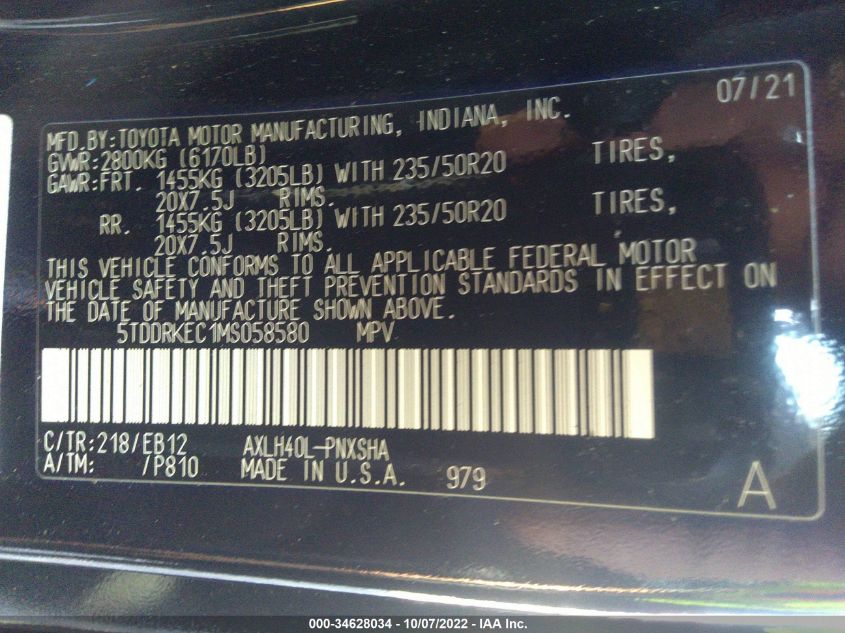 07/21
MFD.BY:TOYOTA MOTOR MANUFACTURING, INDIANA, INC.
GVWR:2800KG (6170LB)
GAWR:FRT. 1455KG (3205LB) WITH 235/50R20 TIRES,
20X7.5J RIMS.
RR. 1455KG (3205LB) WITH 235/50R20 TIRES,
20X7.5J RIMS.
THIS VEHICLE CONFORMS TO ALL APPLICABLE FEDERAL MOTOR
VEHICLE SAFETY AND THEFT PREVENTION STANDARDS IN EFFECT ON
THE DATE OF MANUFACTURE SHOWN ABOVE.
5TDDRKEC1MS058580 MPV
C/TR:218/EB12 AXLH40L-PNXSHA
A/TM: /P810 MADE IN U.S.A. 979
A
000-34628034 - 10/07/2022 - IAA Inc.